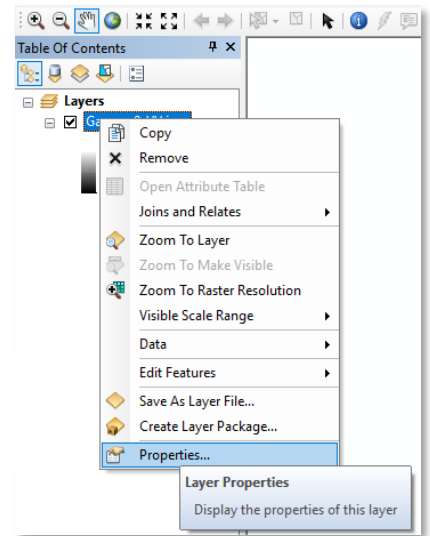 Table Of Contents
Layers
Copy
Remove
Open Attribute Table
Joins and Relates
Zoom To Layer
Zoom To Make Visible
Zoom To Raster Resolution
Visible Scale Range
Data
Edit Features
Save As Layer File...
Create Layer Package...
Properties...
Layer Properties
Display the properties of this layer